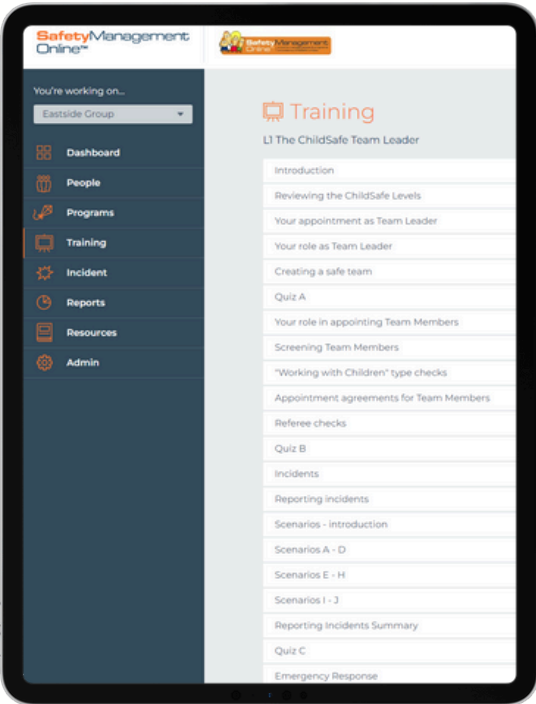 SafetyManagement
Online™
SafetyManagement
Online
You're working on...
Eastside Group
Dashboard
People
Programs
Training
Incident
Reports
Resources
Admin
Training
L1 The ChildSafe Team Leader
Introduction
Reviewing the ChildSafe Levels
Your appointment as Team Leader
Your role as Team Leader
Creating a safe team
Quiz A
Your role in appointing Team Members
Screening Team Members
"Working with Children" type checks
Appointment agreements for Team Members
Referee checks
Quiz B
Incidents
Reporting incidents
Scenarios - introduction
Scenarios A - D
Scenarios E - H
Scenarios I - J
Reporting Incidents Summary
Quiz C
Emergency Response